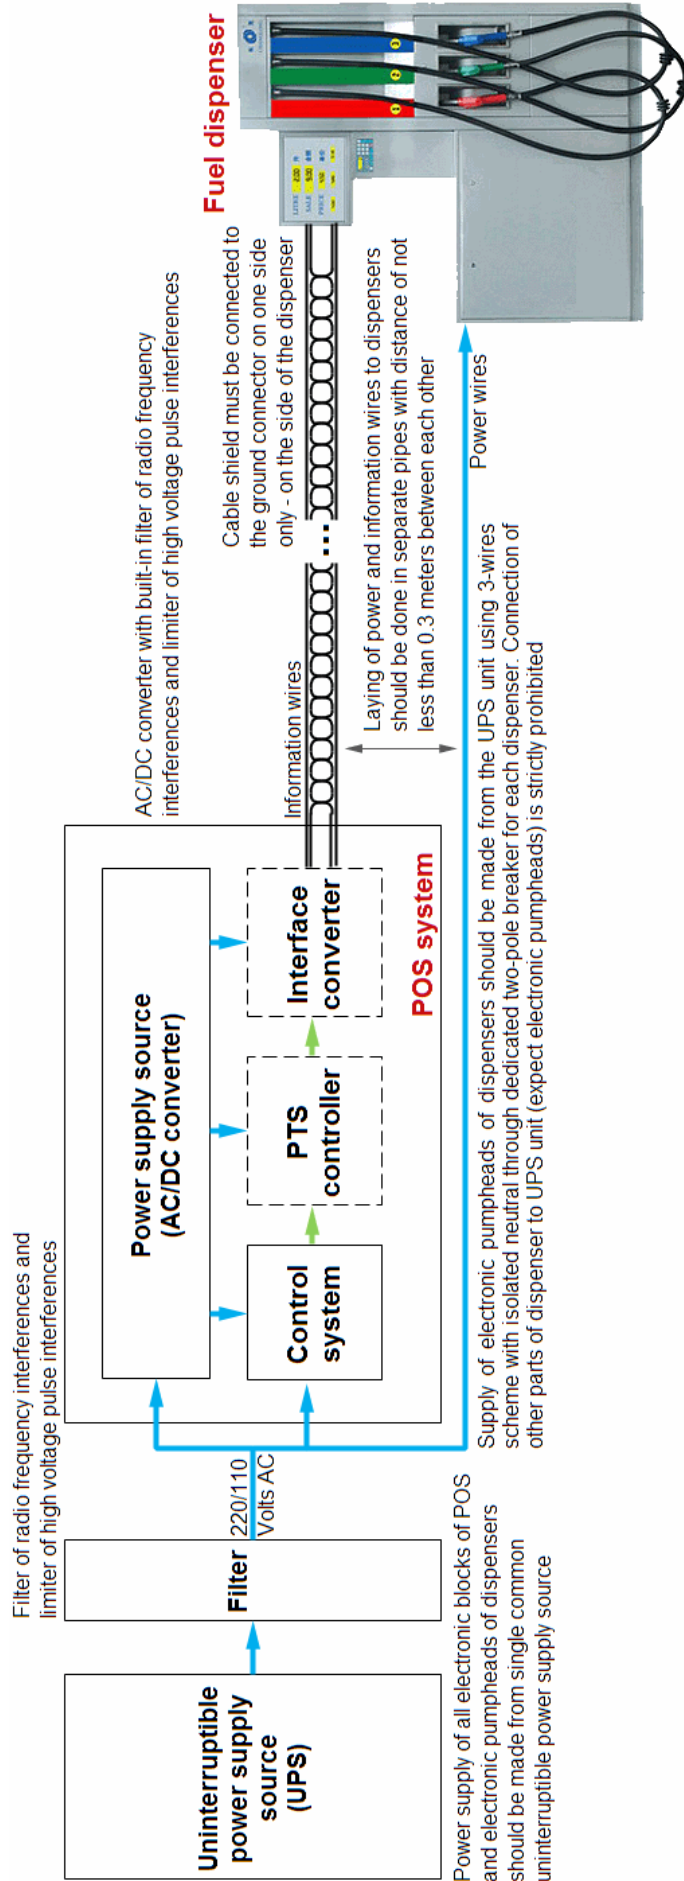 Filter of radio frequency interferences and
limiter of high voltage pulse interferences
AC/DC converter with built-in filter of radio frequency
interferences and limiter of high voltage pulse interferences
Fuel dispenser
Cable shield must be connected to
the ground connector on one side
only - on the side of the dispenser
Uninterruptible
power supply
source
(UPS)
Filter
220/110
Volts AC
Power supply source
(AC/DC converter)
Control
system
PTS
controller
Interface
converter
POS system
Information wires
...
Laying of power and information wires to dispensers
should be done in separate pipes with distance of not
less than 0.3 meters between each other
Power wires
LITRE 2.00
SALE
PRICE
3
2
1
Power supply of all electronic blocks of POS
and electronic pumpheads of dispensers
should be made from single common
uninterruptible power supply source
Supply of electronic pumpheads of dispensers should be made from the UPS unit using 3-wires
scheme with isolated neutral through dedicated two-pole breaker for each dispenser. Connection of
other parts of dispenser to UPS unit (expect electronic pumpheads) is strictly prohibited